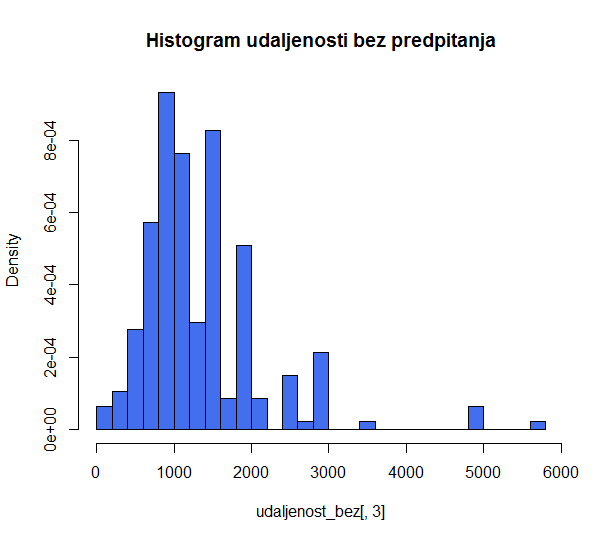 Histogram udaljenosti bez predpitanja
Density
8e-04
6e-04
4e-04
2e-04
0e+00
0 1000 2000 3000 4000 5000 6000
udaljenost_bez[, 3]